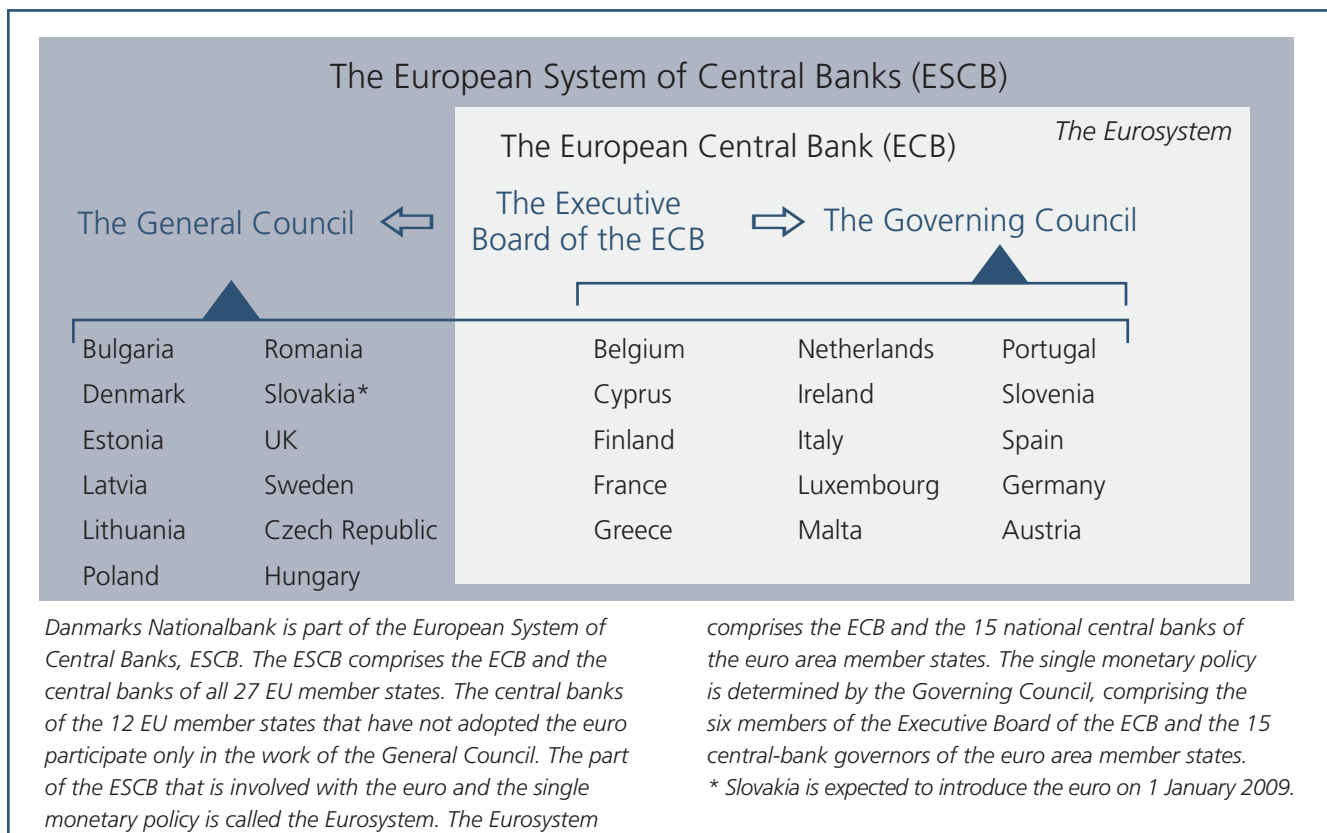 The European System of Central Banks (ESCB)
The Eurosystem
The European Central Bank (ECB)
The General Council
The Executive
Board of the ECB
The Governing Council
Bulgaria Romania Belgium Netherlands Portugal
Denmark Slovakia* Cyprus Ireland Slovenia
Estonia UK Finland Italy Spain
Latvia Sweden France Luxembourg Germany
Lithuania Czech Republic Greece Malta Austria
Poland Hungary
Danmarks Nationalbank is part of the European System of
Central Banks, ESCB. The ESCB comprises the ECB and the
central banks of all 27 EU member states. The central banks
of the 12 EU member states that have not adopted the euro
participate only in the work of the General Council. The part
of the ESCB that is involved with the euro and the single
monetary policy is called the Eurosystem. The Eurosystem
comprises the ECB and the 15 national central banks of
the euro area member states. The single monetary policy
is determined by the Governing Council, comprising the
six members of the Executive Board of the ECB and the 15
central-bank governors of the euro area member states.
* Slovakia is expected to introduce the euro on 1 January 2009.